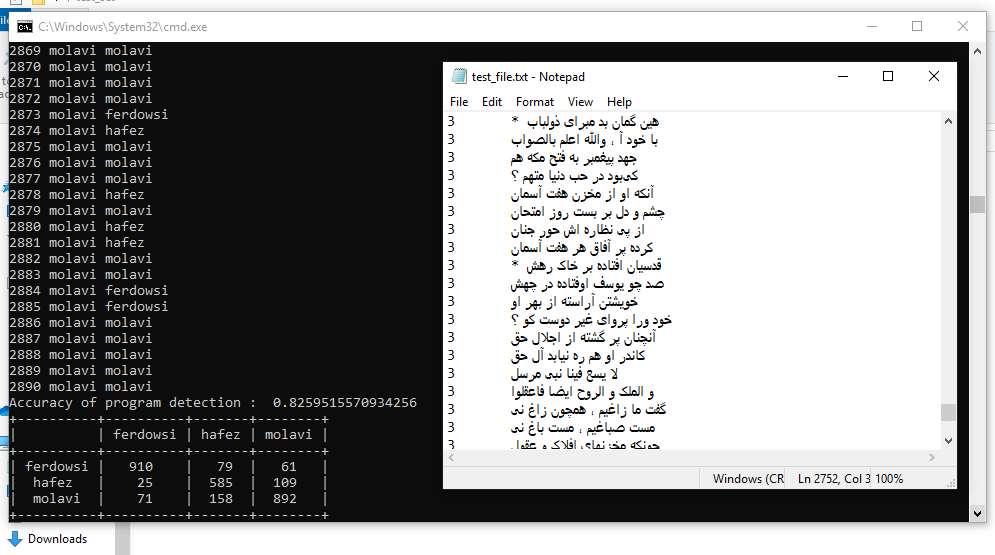 C:\Windows\System32\cmd.exe
2869 molavi molavi
2870 molavi molavi
2871 molavi molavi
2872 molavi molavi
2873 molavi ferdowsi
2874 molavi hafez
2875 molavi molavi
2876 molavi molavi
2877 molavi molavi
2878 molavi hafez
2879 molavi molavi
2880 molavi hafez
2881 molavi hafez
2882 molavi molavi
2883 molavi molavi
2884 molavi ferdowsi
2885 molavi ferdowsi
2886 molavi molavi
2887 molavi molavi
2888 molavi molavi
2889 molavi molavi
2890 molavi molavi
Accuracy of program detection :  0.8259515570934256
+----------+----------+-------+--------+
|          | ferdowsi | hafez | molavi |
+----------+----------+-------+--------+
| ferdowsi |   910    |   79  |   61   |
|  hafez   |    25    |  585  |  109   |
|  molavi  |    71    |  158  |  892   |
+----------+----------+-------+--------+
test_file.txt - Notepad
File Edit Format View Help
3 هین گمان بد مبر ای ذولباب *
3 با خود آ ، والله اعلم بالصواب
3 جهد پیغمبر به فتح مکه هم
3 کی‌بود در حب دنیا متهم ؟
3 آنکه او از مخزن هفت آسمان
3 چشم و دل بر بست روز امتحان
3 از پی نظاره اش حور جنان
3 کرده پر آفاق هر هفت آسمان
3 قدسیان افتاده بر خاک رهش *
3 صد چو یوسف اوفتاده در چهش
3 خویشتن آراسته از بهر او
3 خود ورا پروای غیر دوست کو ؟
3 آنچنان پر گشته از اجلال حق
3 کاندر او هم ره نیابد آل حق
3 لا یسع فینا نبی مرسل
3 و الملک و الروح ایضا فاعقلوا
3 گفت ما زاغیم ، همچون زاغ نی
3 مست صباغیم ، مست باغ نی
3 چونکه مخزنهای افلاک و عقول
Windows (CR
Ln 2752, Col 3
100%
Downloads